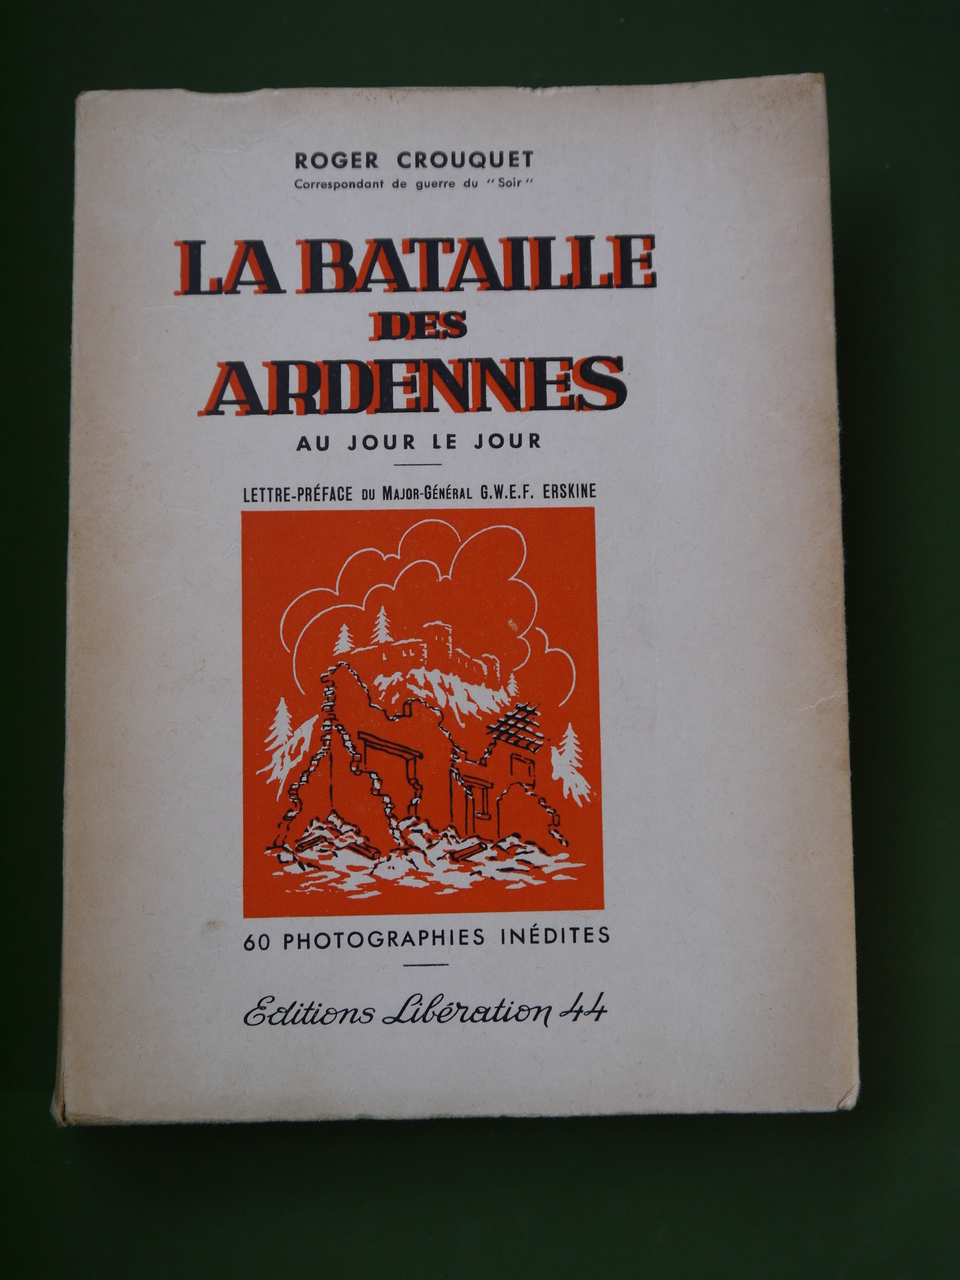 ROGER CROUQUET
Correspondant de guerre du "Soir"
LA BATAILLE
DES
ARDENNES
AU JOUR LE JOUR
LETTRE-PRÉFACE DU MAJOR-GÉNÉRAL G.W.E.F. ERSKINE
60 PHOTOGRAPHIES INÉDITES
Editions Libération 44